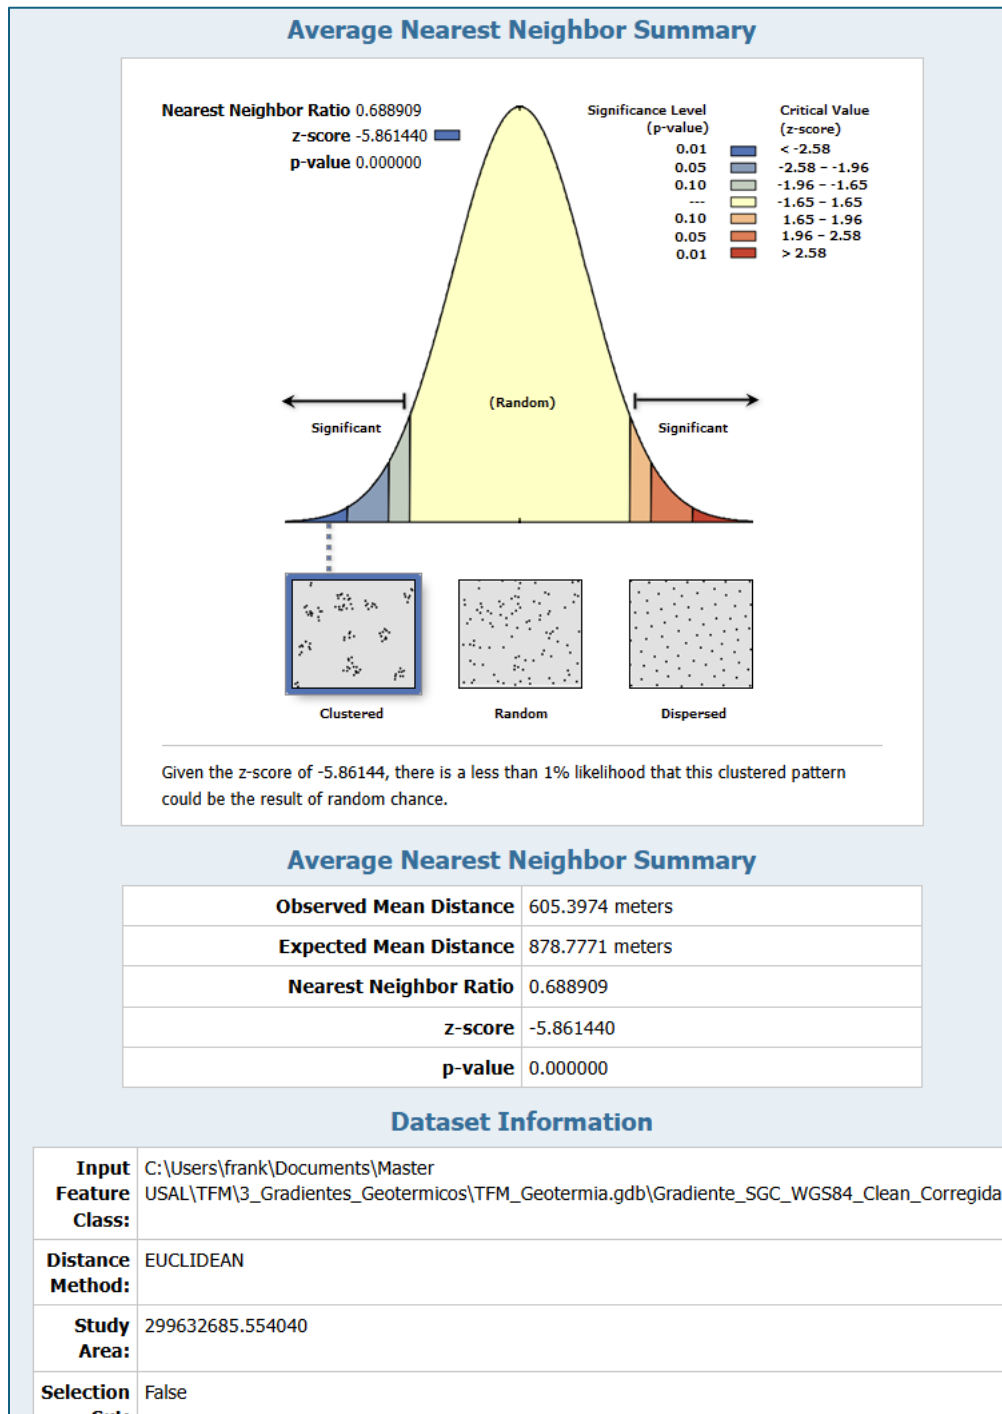 Average Nearest Neighbor Summary
Nearest Neighbor Ratio 0.688909
z-score -5.861440
p-value 0.000000
Significance Level
(p-value)
Critical Value
(z-score)
0.01 < -2.58
0.05 -2.58 – -1.96
0.10 -1.96 – -1.65
--- -1.65 – 1.65
0.10 1.65 – 1.96
0.05 1.96 – 2.58
0.01 > 2.58
(Random)
Significant
Significant
Clustered
Random
Dispersed
Given the z-score of -5.86144, there is a less than 1% likelihood that this clustered pattern
could be the result of random chance.
Average Nearest Neighbor Summary
Observed Mean Distance 605.3974 meters
Expected Mean Distance 878.7771 meters
Nearest Neighbor Ratio 0.688909
z-score -5.861440
p-value 0.000000
Dataset Information
Input C:\Users\frank\Documents\Master
Feature USAL\TFM\3_Gradientes_Geotermicos\TFM_Geotermia.gdb\Gradiente_SGC_WGS84_Clean_Corregida
Class:
Distance EUCLIDEAN
Method:
Study 299632685.554040
Area:
Selection False